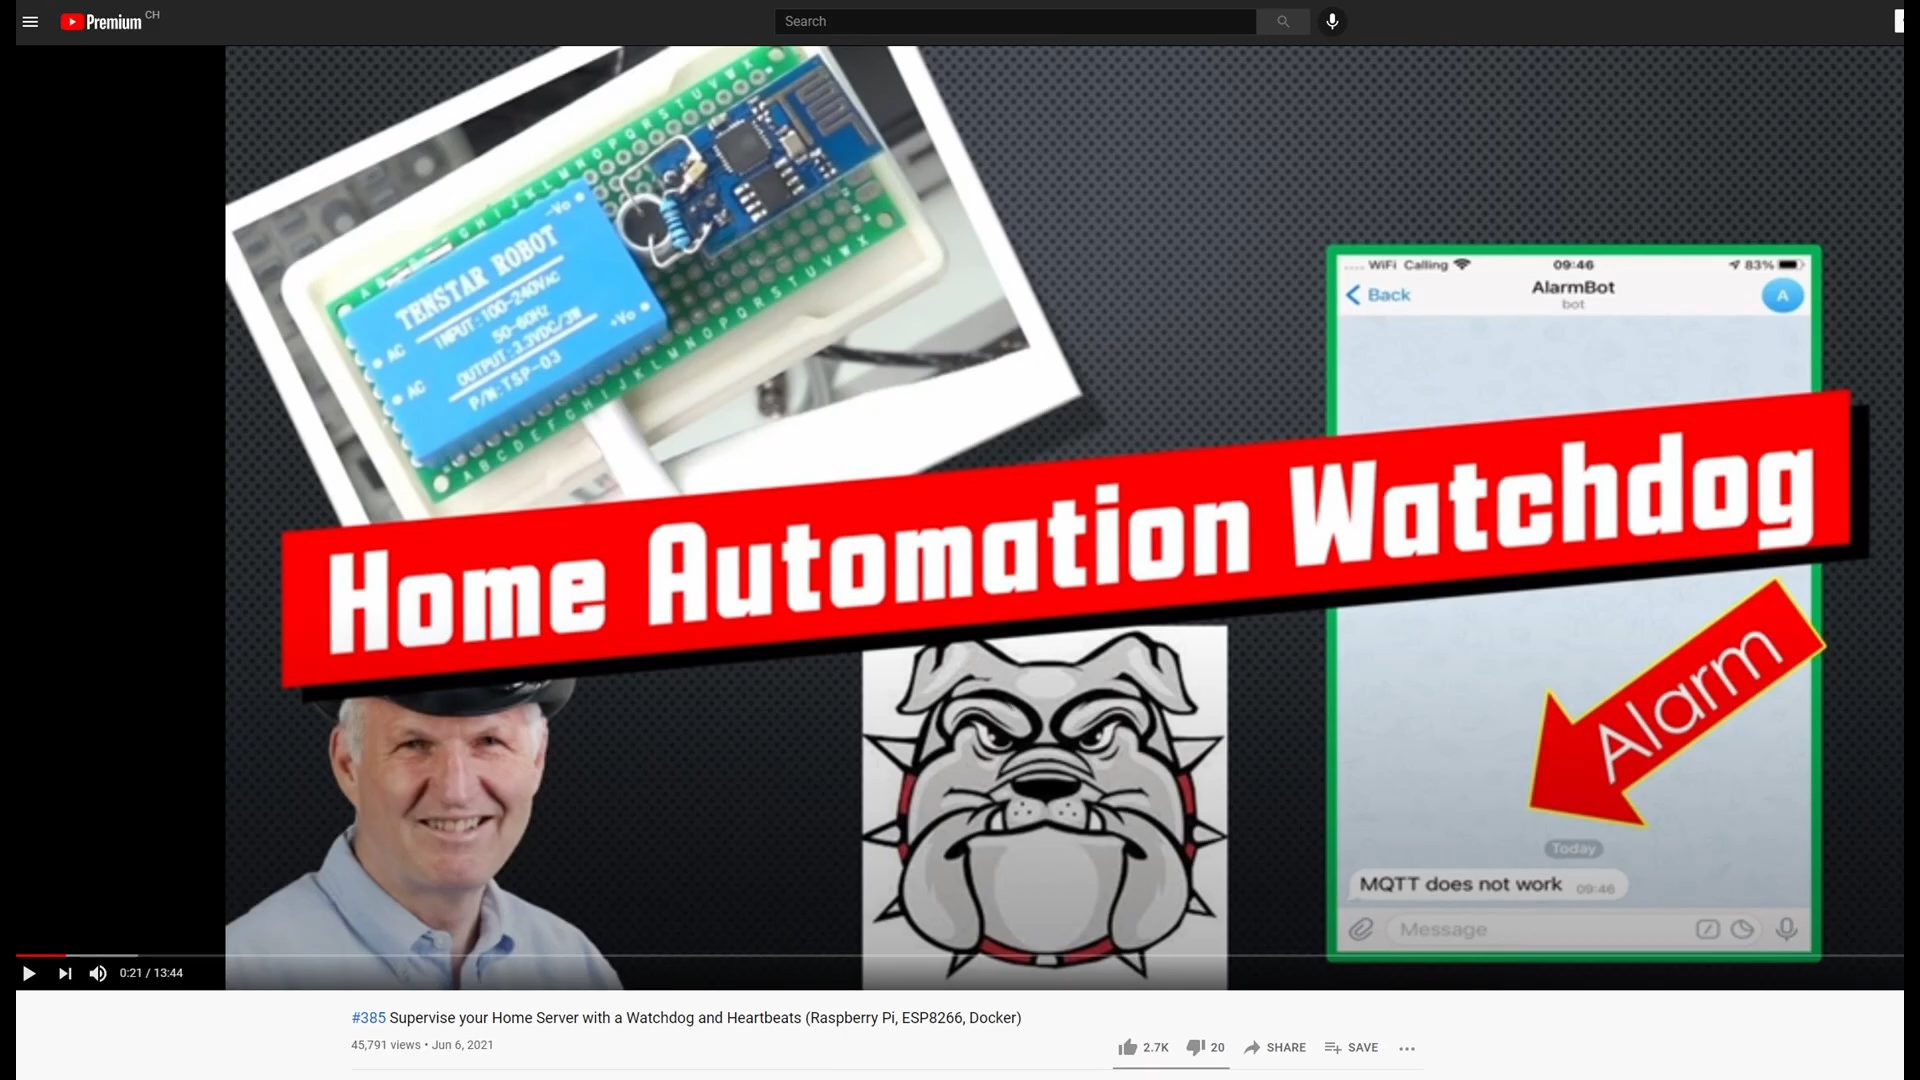 Premium CH
Search
A B C D E F G H I J K L M N O P Q R S T U V W X
TENSTAR ROBOT
INPUT:100-240VAC
50-60Hz
OUTPUT:3.3VDC/3W
P/N:TSP-03
AC
AC
-Vo
+Vo
A B C D E F G H I J K L M N O P Q R S T U V W X
WiFi Calling 09:46 83%
Back AlarmBot A
bot
Home Automation Watchdog
Alarm
Today
MQTT does not work 09:46
Message
0:21 / 13:44
#385 Supervise your Home Server with a Watchdog and Heartbeats (Raspberry Pi, ESP8266, Docker)
45,791 views • Jun 6, 2021
2.7K 20 SHARE SAVE